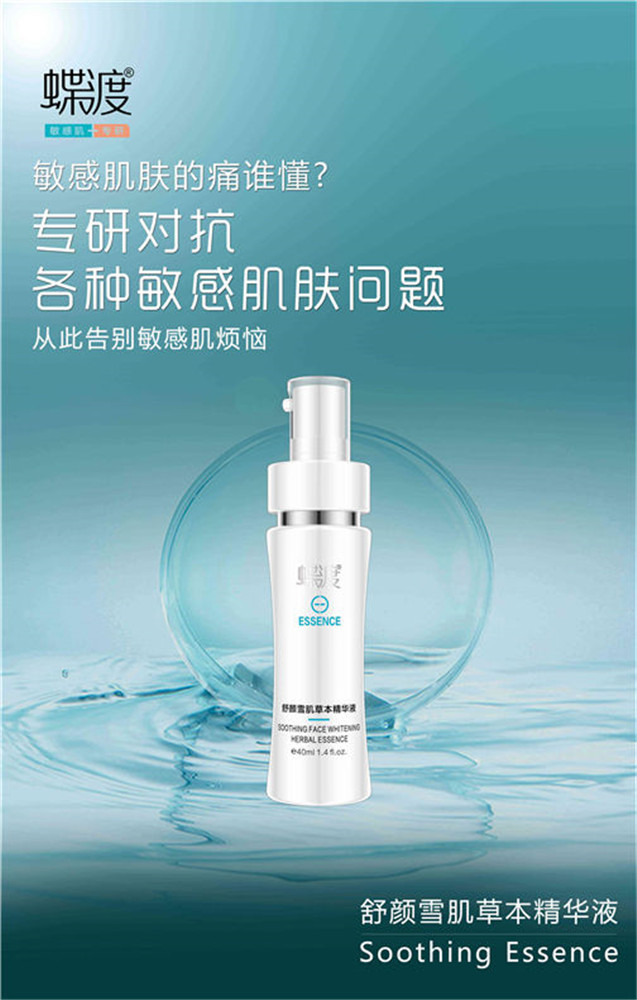 蝶度®
敏感肌+专研
敏感肌肤的痛谁懂?
专研对抗
各种敏感肌肤问题
从此告别敏感肌烦恼
蝶度®
ESSENCE
舒颜雪肌草本精华液
SOOTHING FACE WHITENING
HERBAL ESSENCE
e40ml 1.4 fl.oz.
舒颜雪肌草本精华液
Soothing Essence